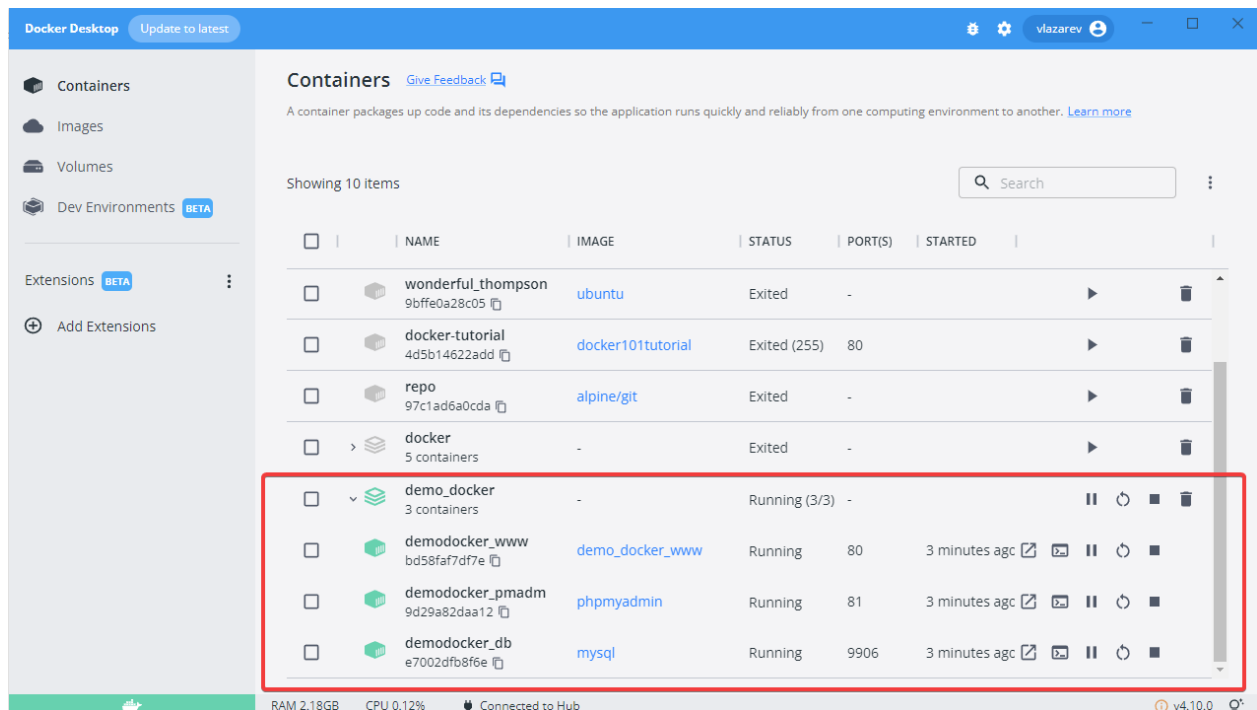 Docker Desktop Update to latest vlazarev
Containers
Images
Volumes
Dev Environments BETA
Extensions BETA
Add Extensions
Containers Give Feedback
A container packages up code and its dependencies so the application runs quickly and reliably from one computing environment to another. Learn more
Showing 10 items Search
NAME IMAGE STATUS PORT(S) STARTED
wonderful_thompson
9bffe0a28c05 ubuntu Exited -
docker-tutorial
4d5b14622add docker101tutorial Exited (255) 80
repo
97c1ad6a0cda alpine/git Exited -
docker
5 containers - Exited -
demo_docker
3 containers - Running (3/3) -
demodocker_www
bd58faf7df7e demo_docker_www Running 80 3 minutes agc
demodocker_pmadm
9d29a82daa12 phpmyadmin Running 81 3 minutes agc
demodocker_db
e7002dfb8f6e mysql Running 9906 3 minutes agc
RAM 2.18GB CPU 0.12% Connected to Hub v4.10.0